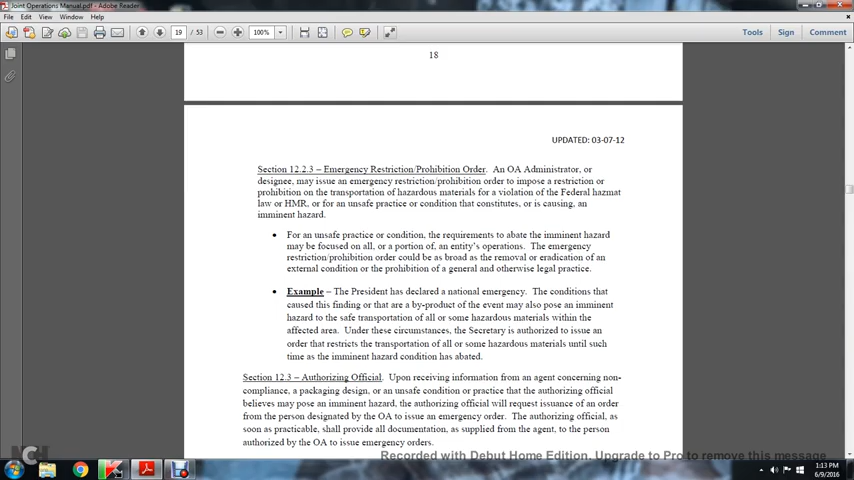 Joint Operations Manual.pdf - Adobe Reader
File Edit View Window Help
19 / 53 100% Tools Sign Comment
18
UPDATED: 03-07-12
Section 12.2.3 – Emergency Restriction/Prohibition Order. An OA Administrator, or
designee, may issue an emergency restriction/prohibition order to impose a restriction or
prohibition on the transportation of hazardous materials for a violation of the Federal hazmat
law or HMR, or for an unsafe practice or condition that constitutes, or is causing, an
imminent hazard.
• For an unsafe practice or condition, the requirements to abate the imminent hazard
may be focused on all, or a portion of, an entity's operations. The emergency
restriction/prohibition order could be as broad as the removal or eradication of an
external condition or the prohibition of a general and otherwise legal practice.
• Example – The President has declared a national emergency. The conditions that
caused this finding or that are a by-product of the event may also pose an imminent
hazard to the safe transportation of all or some hazardous materials within the
affected area. Under these circumstances, the Secretary is authorized to issue an
order that restricts the transportation of all or some hazardous materials until such
time as the imminent hazard condition has abated.
Section 12.3 – Authorizing Official. Upon receiving information from an agent concerning non-
compliance, a packaging design, or an unsafe condition or practice that the authorizing official
believes may pose an imminent hazard, the authorizing official will request issuance of an order
from the person designated by the OA to issue an emergency order. The authorizing official, as
soon as practicable, shall provide all documentation, as supplied from the agent, to the person
authorized by the OA to issue emergency orders.
NCH
Recorded with Debut Home Edition. Upgrade to Pro to remove this message
1:13 PM
6/9/2016